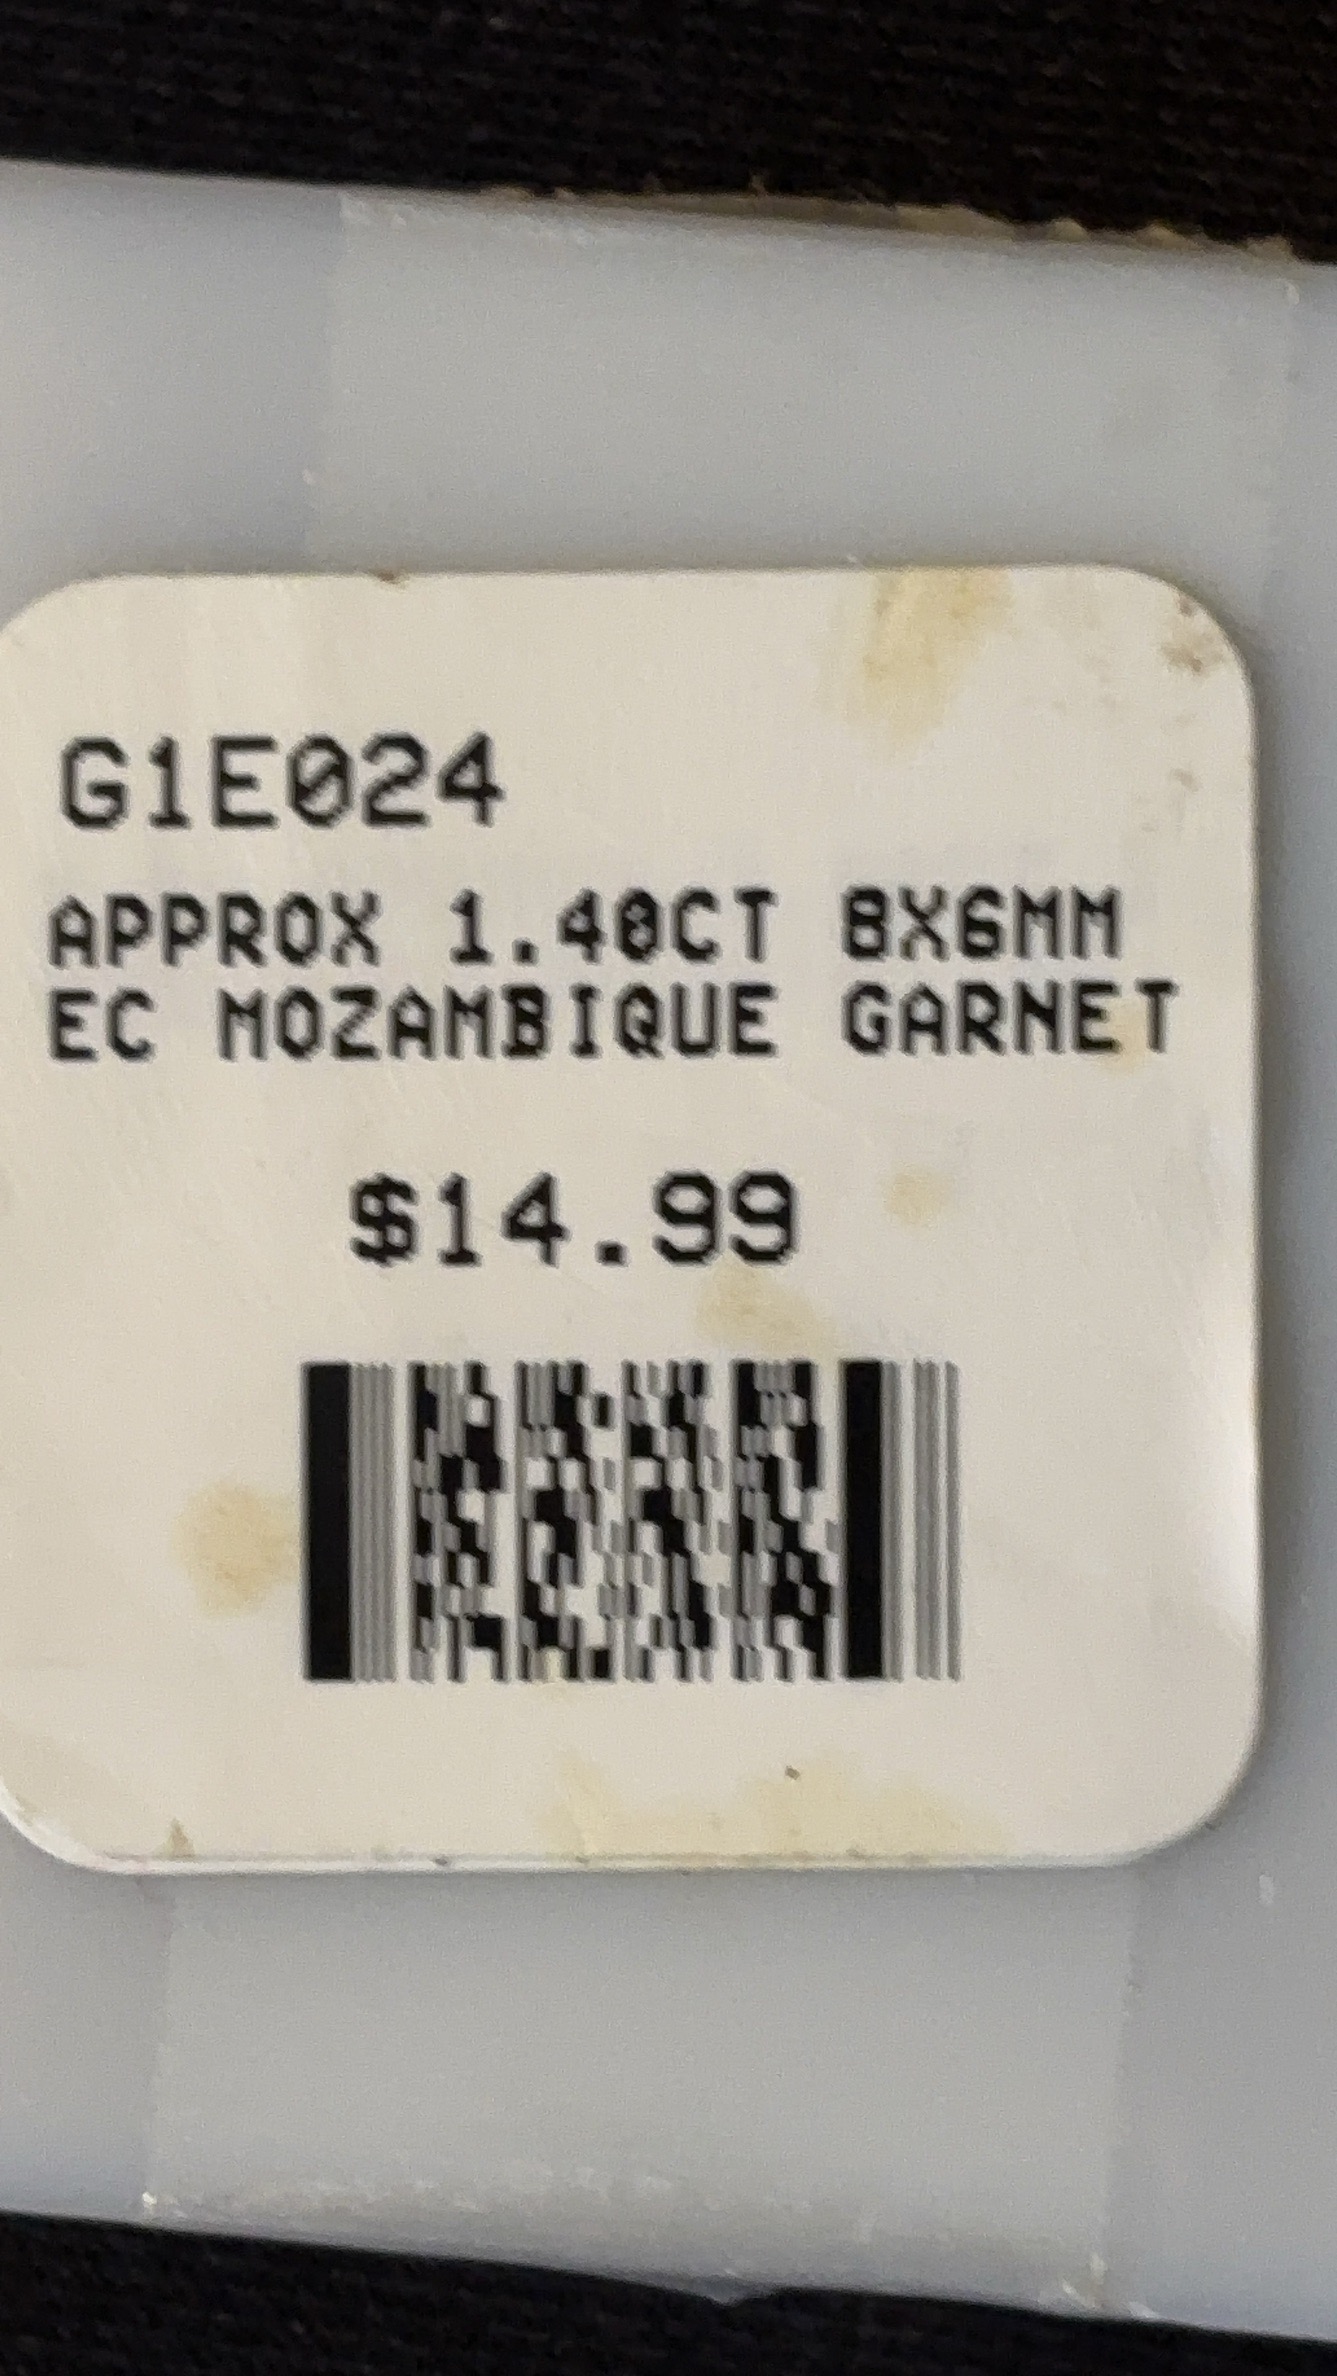 G1E024
APPROX 1.40CT 8X6MM
EC MOZAMBIQUE GARNET
$14.99